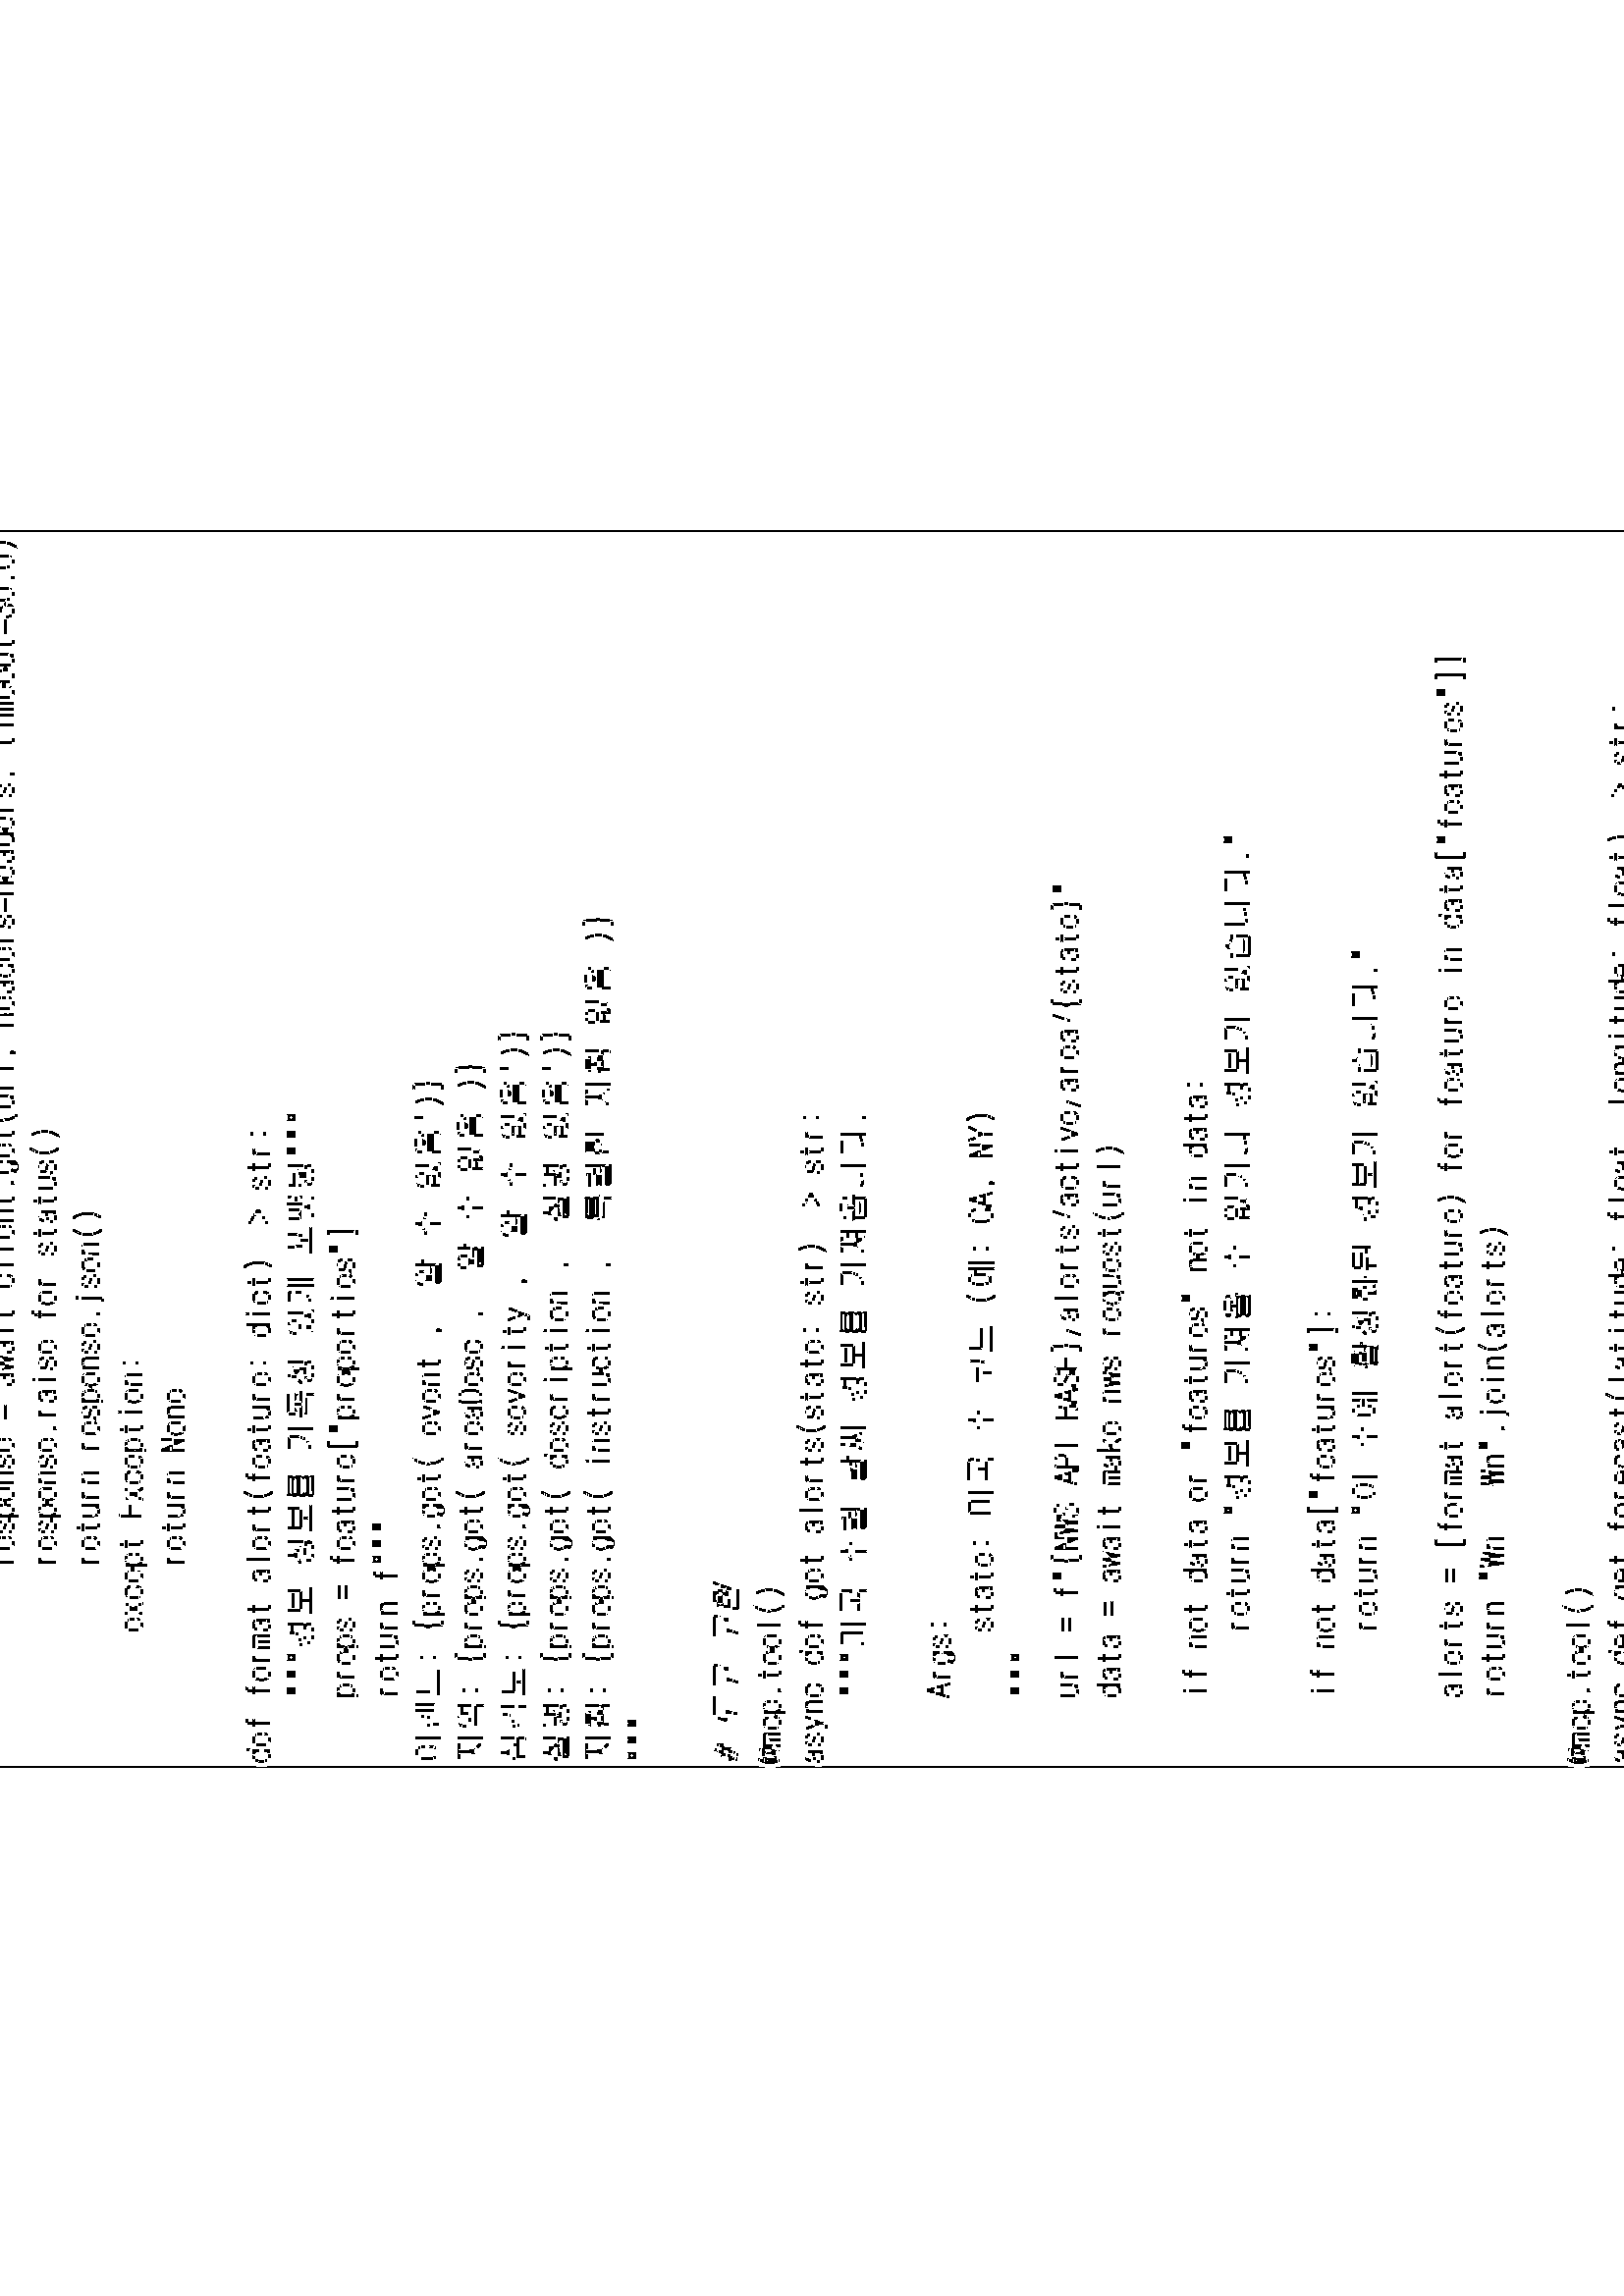 response = await client.get(url, headers=headers, timeout=30.0)
response.raise_for_status()
return response.json()
except Exception:
return None
def format_alert(feature: dict) -> str:
"""경보 정보를 가독성 있게 포맷팅"""
props = feature["properties"]
return f"""
이벤트: {props.get('event', '알 수 없음')}
지역: {props.get('areaDesc', '알 수 없음')}
심각도: {props.get('severity', '알 수 없음')}
설명: {props.get('description', '설명 없음')}
지침: {props.get('instruction', '특별한 지침 없음')}
"""
# 도구 구현
@mcp.tool()
async def get_alerts(state: str) -> str:
"""미국 주별 날씨 경보를 가져옵니다.
Args:
state: 미국 주 코드 (예: CA, NY)
"""
url = f"{NWS_API_BASE}/alerts/active/area/{state}"
data = await make_nws_request(url)
if not data or "features" not in data:
return "경보를 가져올 수 없거나 경보가 없습니다."
if not data["features"]:
return "이 주에 활성화된 경보가 없습니다."
alerts = [format_alert(feature) for feature in data["features"]]
return "\n---\n".join(alerts)
@mcp.tool()
async def get_forecast(latitude: float, longitude: float) -> str: